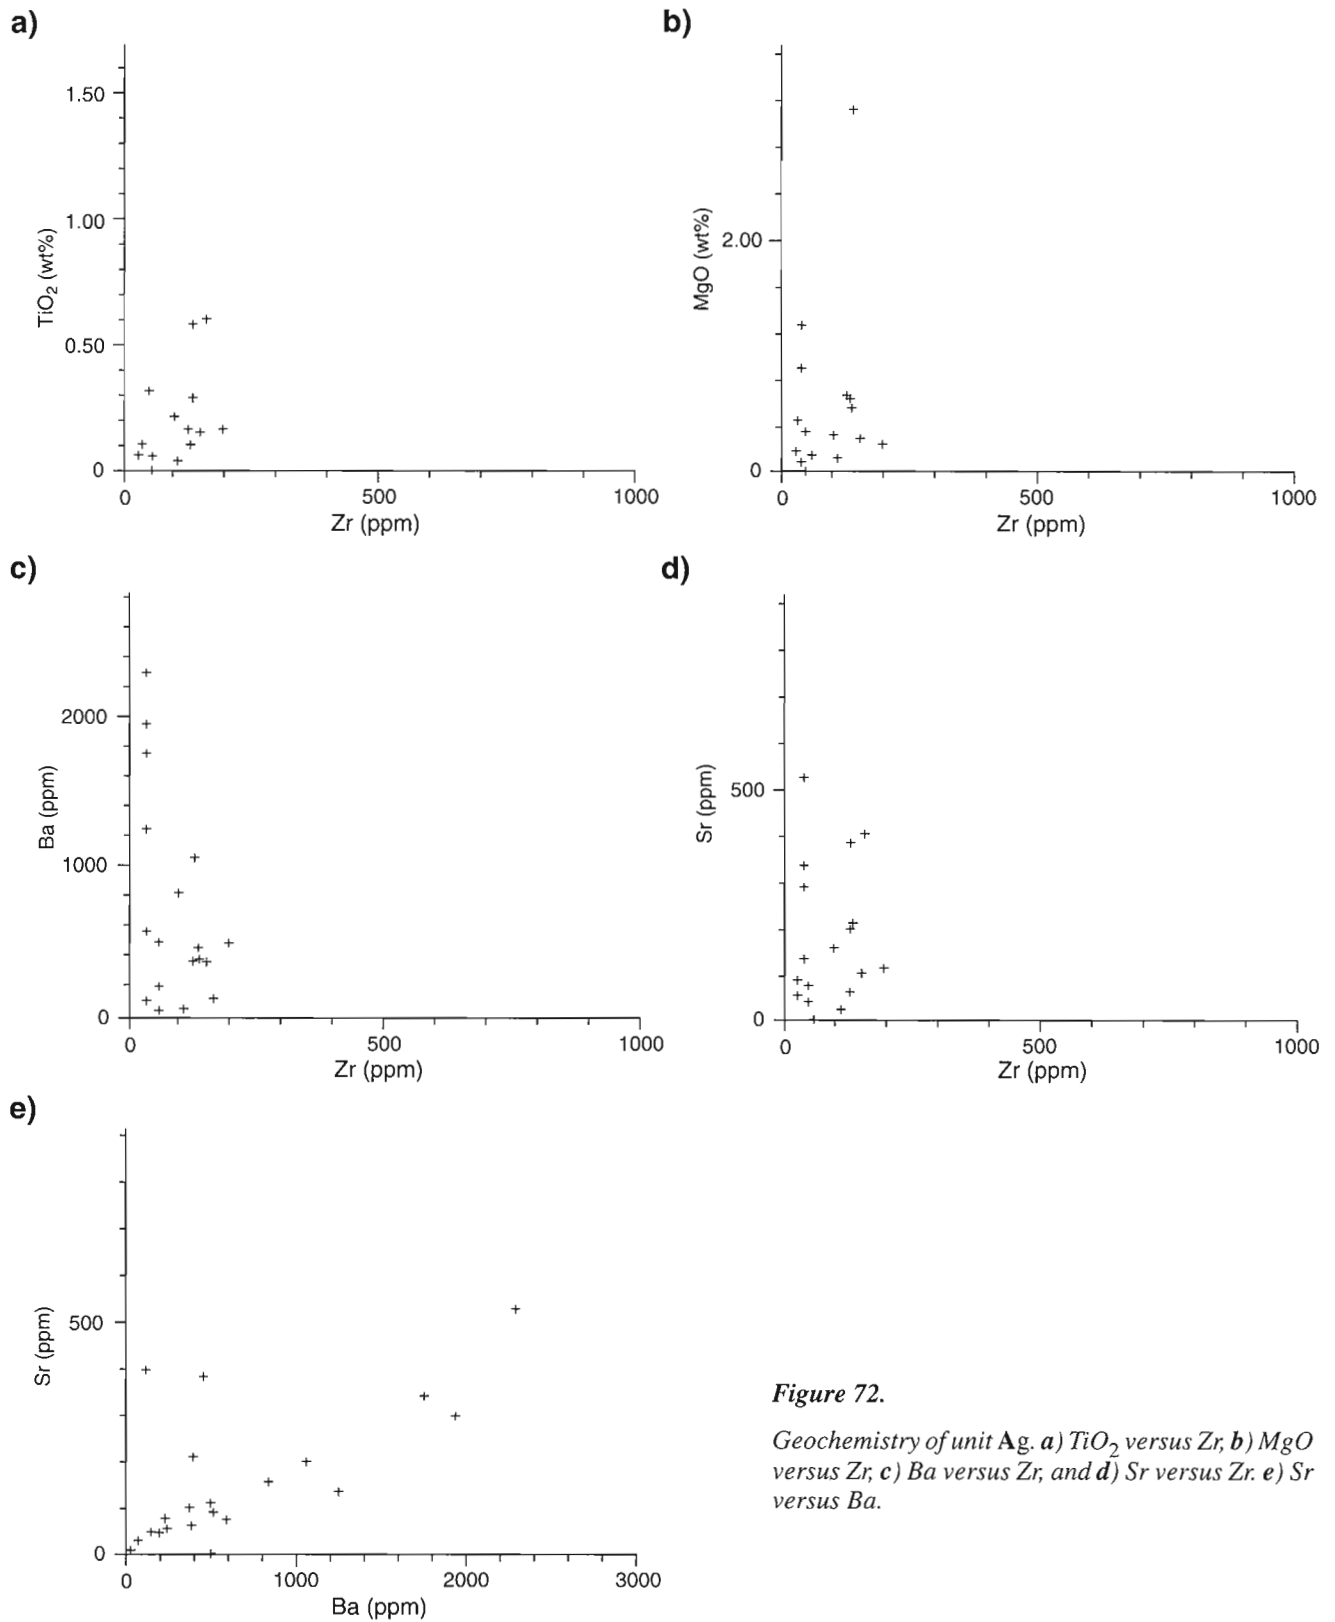 a)
1.50
1.00
0.50
0
TiO2 (wt%)
0
500
1000
Zr (ppm)
b)
2.00
0
MgO (wt%)
0
500
1000
Zr (ppm)
c)
2000
1000
0
Ba (ppm)
0
500
1000
Zr (ppm)
d)
500
0
Sr (ppm)
0
500
1000
Zr (ppm)
e)
500
0
Sr (ppm)
0
1000
2000
3000
Ba (ppm)
Figure 72.
Geochemistry of unit Ag. a) TiO2 versus Zr, b) MgO
versus Zr, c) Ba versus Zr, and d) Sr versus Zr. e) Sr
versus Ba.